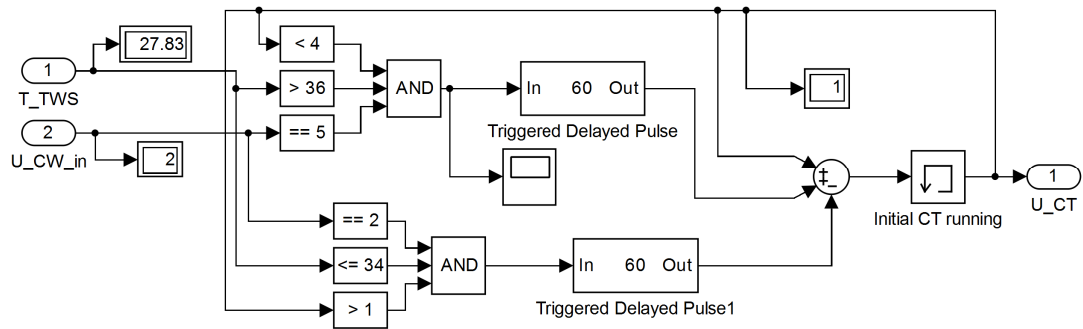 27.83
< 4
1
T_TWS
> 36
AND
In 60 Out
1
Triggered Delayed Pulse
2
U_CW_in
== 5
2
++-
Initial CT running
1
U_CT
== 2
<= 34
AND
In 60 Out
> 1
Triggered Delayed Pulse1